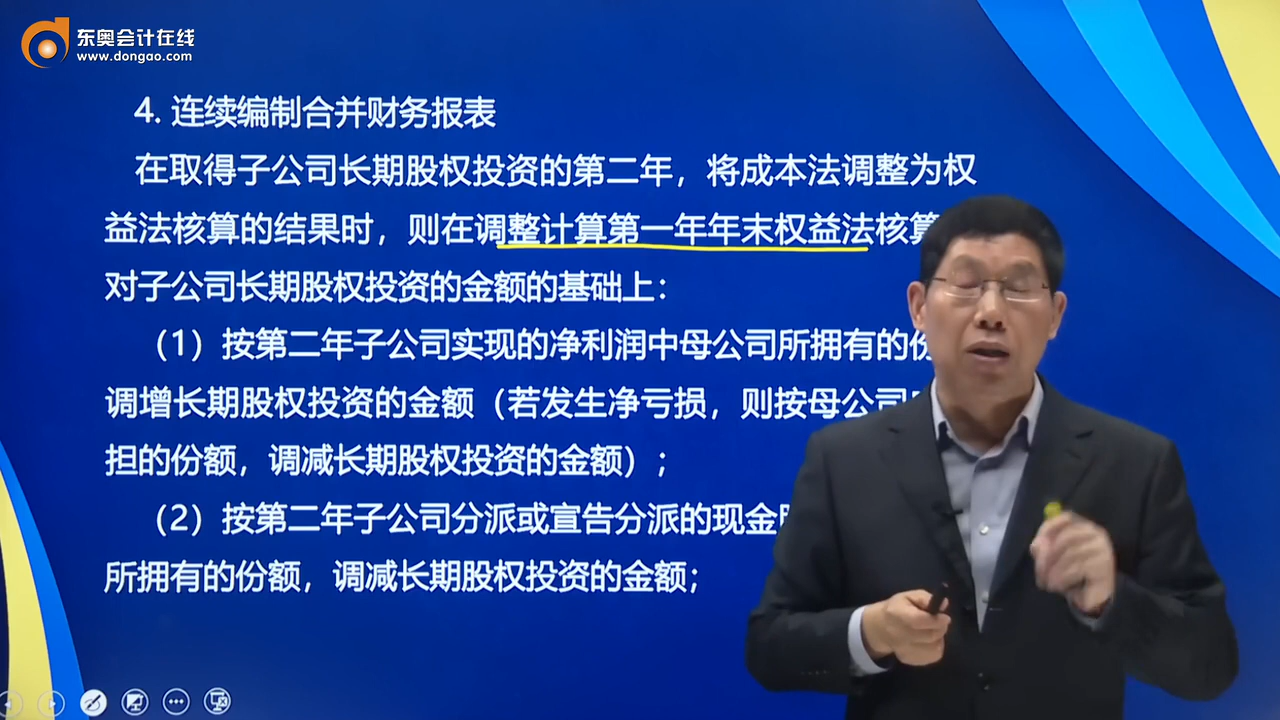 东奥会计在线
www.dongao.com
4. 连续编制合并财务报表
在取得子公司长期股权投资的第二年，将成本法调整为权
益法核算的结果时，则在调整计算第一年年末权益法核算
对子公司长期股权投资的金额的基础上：
（1）按第二年子公司实现的净利润中母公司所拥有的份
调增长期股权投资的金额（若发生净亏损，则按母公司
担的份额，调减长期股权投资的金额）；
（2）按第二年子公司分派或宣告分派的现金
所拥有的份额，调减长期股权投资的金额；